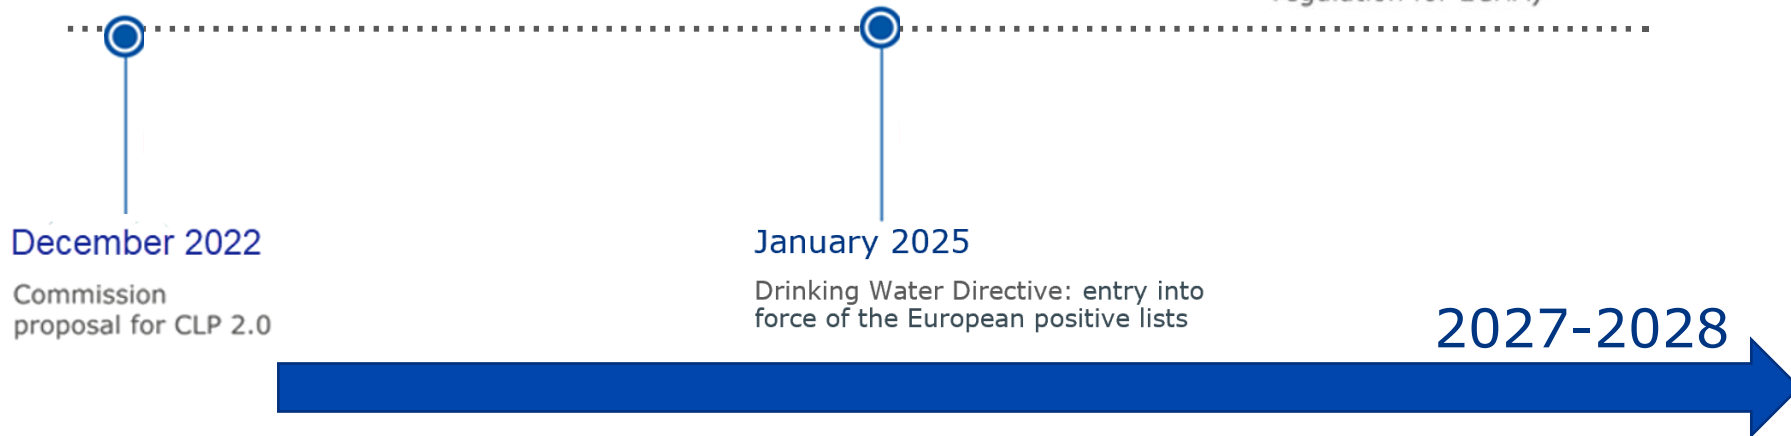 December 2022
Commission
proposal for CLP 2.0
January 2025
Drinking Water Directive: entry into
force of the European positive lists
2027-2028